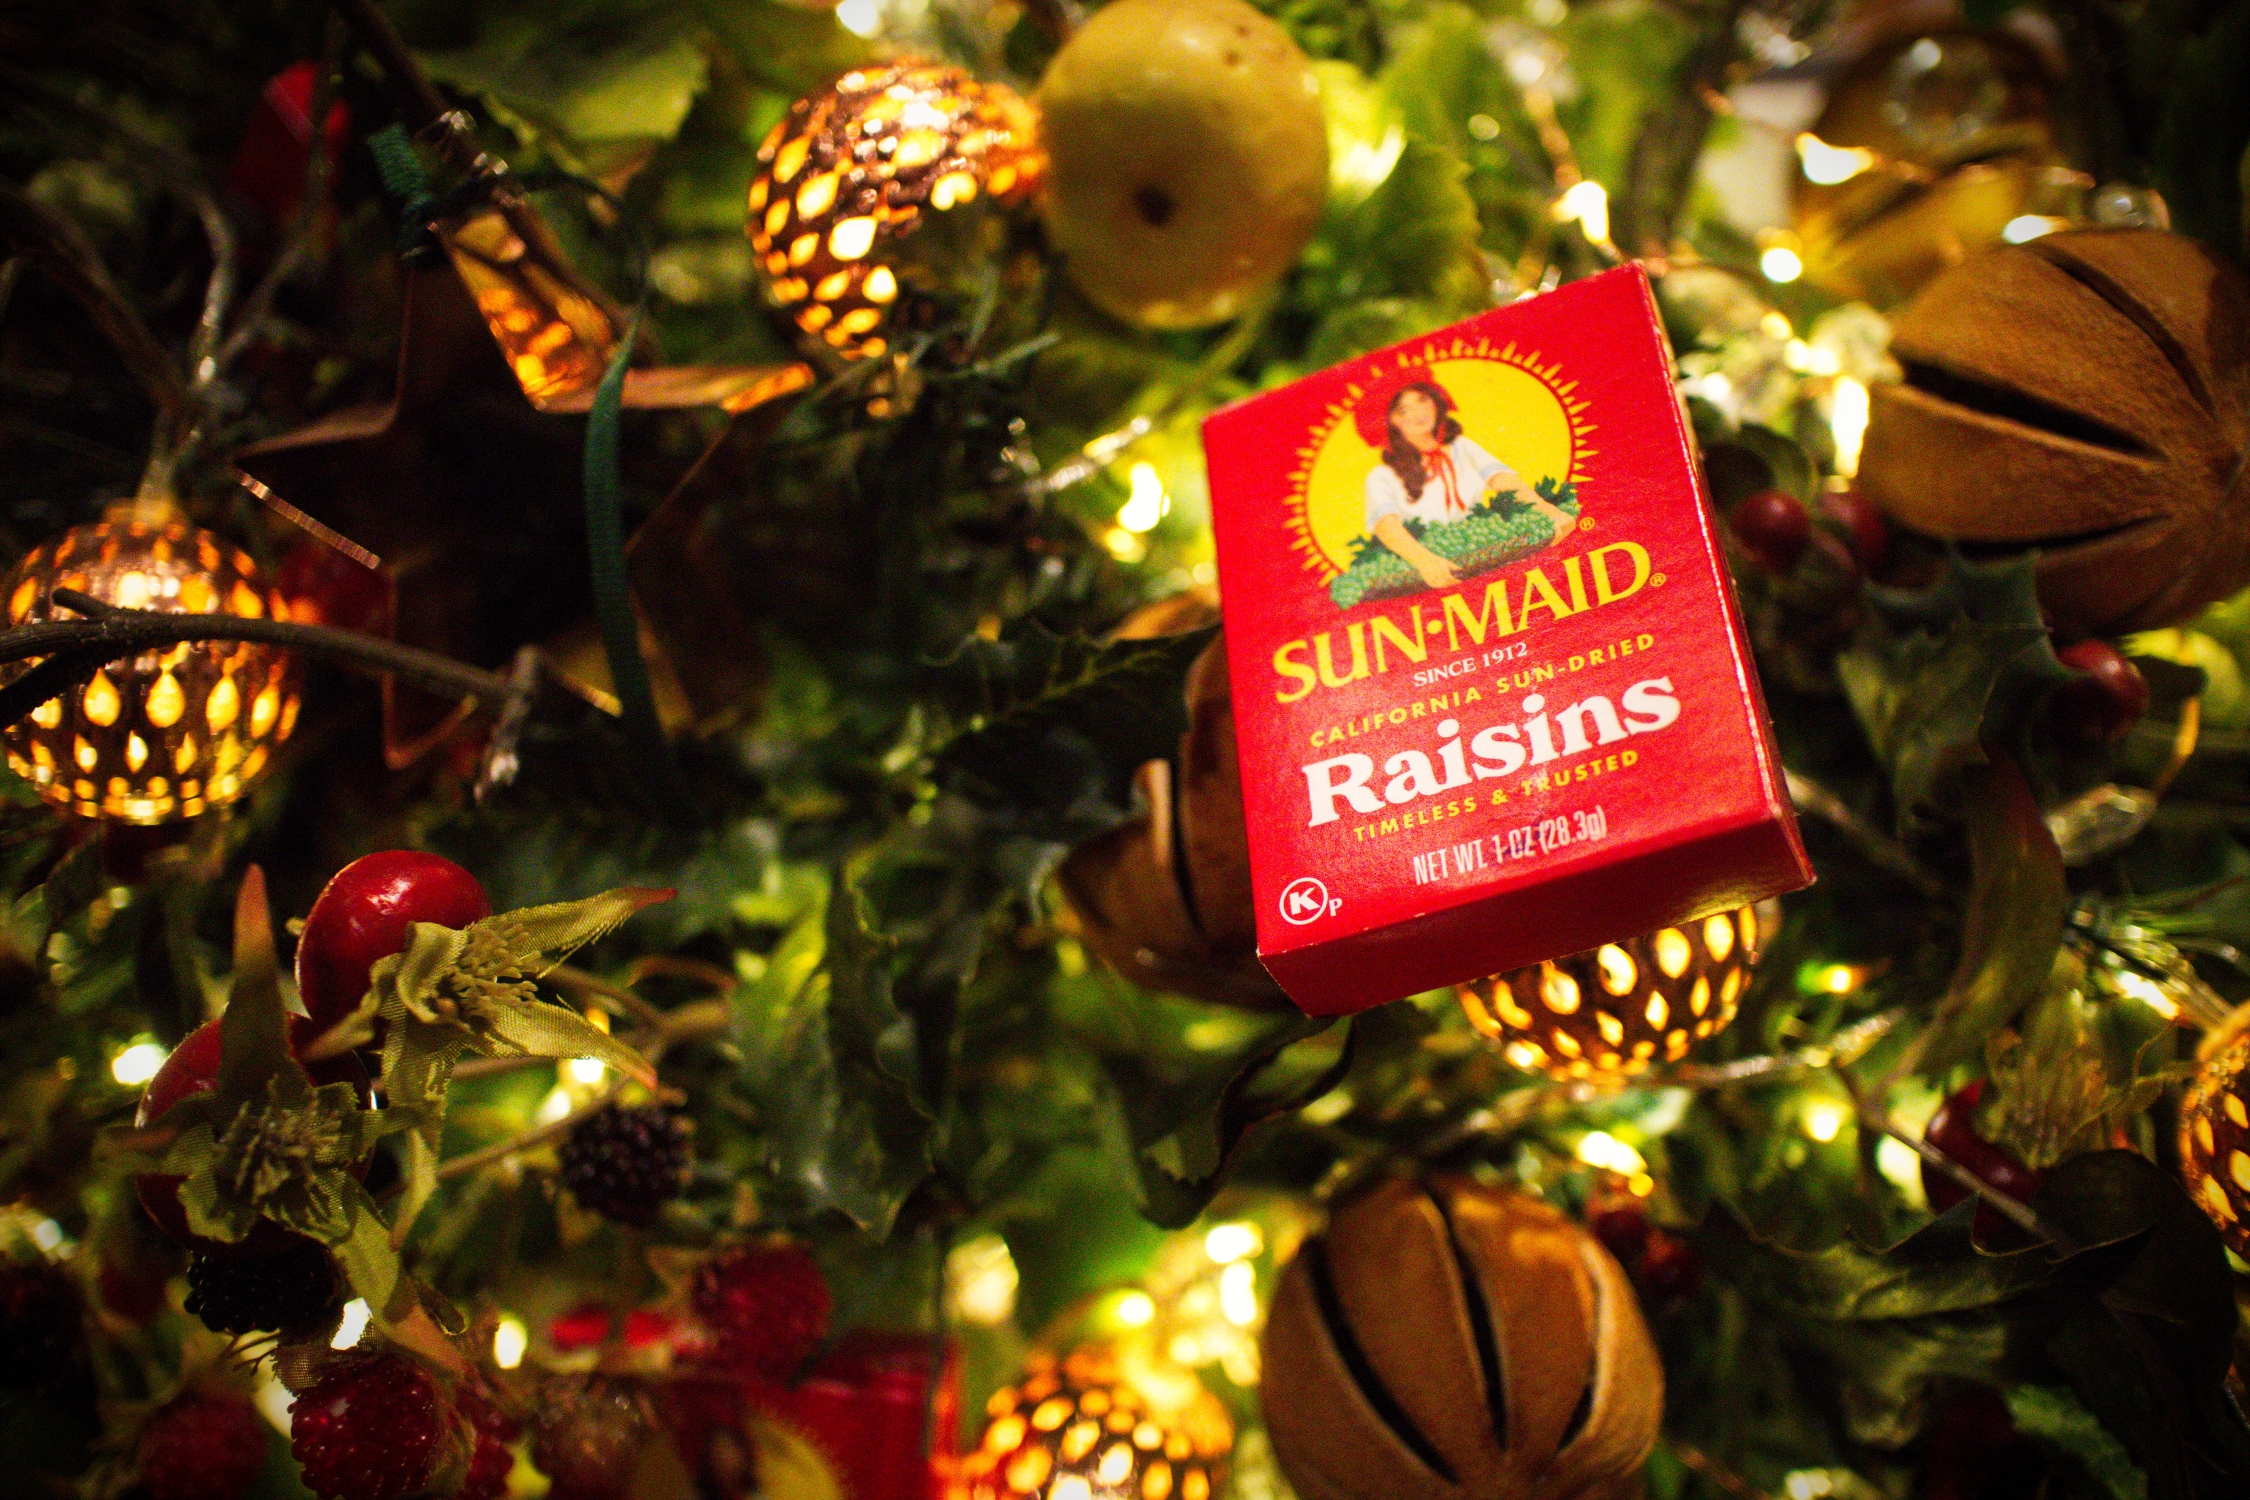 ®
SUN·MAID®
SINCE 1912
CALIFORNIA SUN-DRIED
Raisins
TIMELESS & TRUSTED
NET WT. 1 OZ (28.3g)
K P